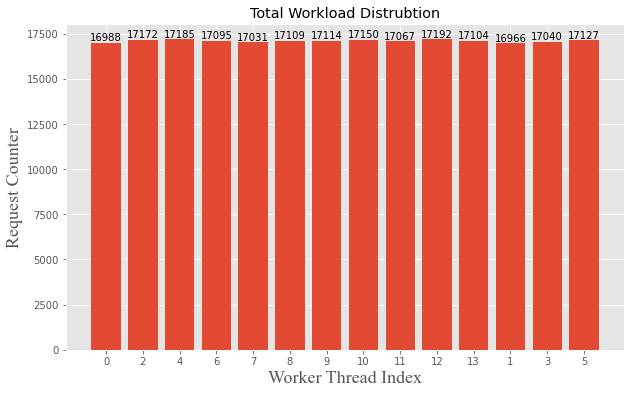 Total Workload Distrubtion
Request Counter
17500
15000
12500
10000
7500
5000
2500
0
16988 17172 17185 17095 17031 17109 17114 17150 17067 17192 17104 16966 17040 17127
0 2 4 6 7 8 9 10 11 12 13 1 3 5
Worker Thread Index